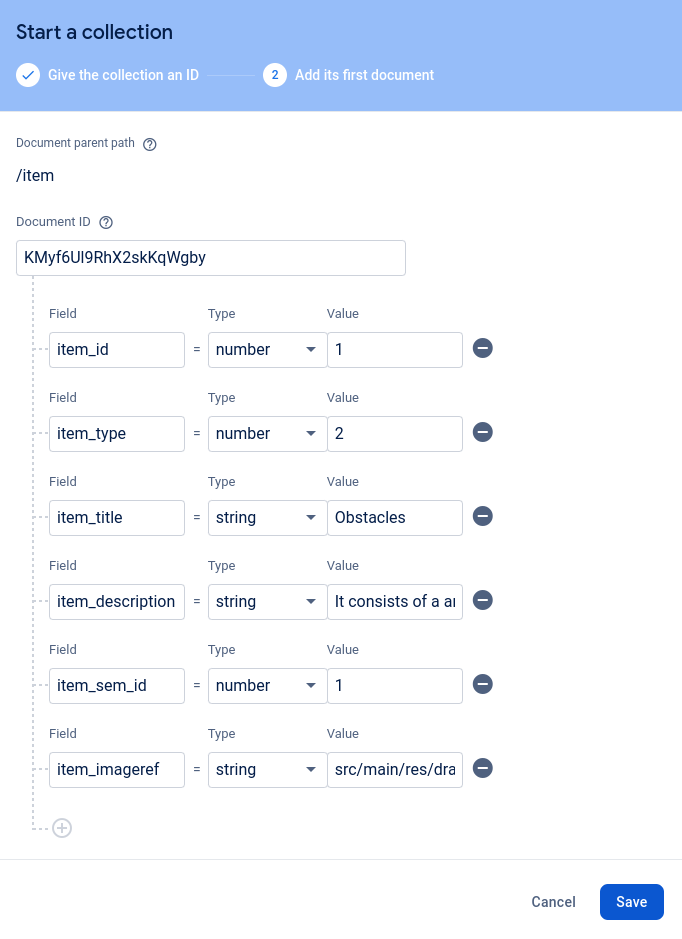 Start a collection
Give the collection an ID
2 Add its first document
Document parent path
/item
Document ID
KMyf6Ul9RhX2skKqWgby
Field Type Value
item_id = number 1
Field Type Value
item_type = number 2
Field Type Value
item_title = string Obstacles
Field Type Value
item_description = string It consists of a
Field Type Value
item_sem_id = number 1
Field Type Value
item_imageref = string src/main/res/dra
Cancel Save